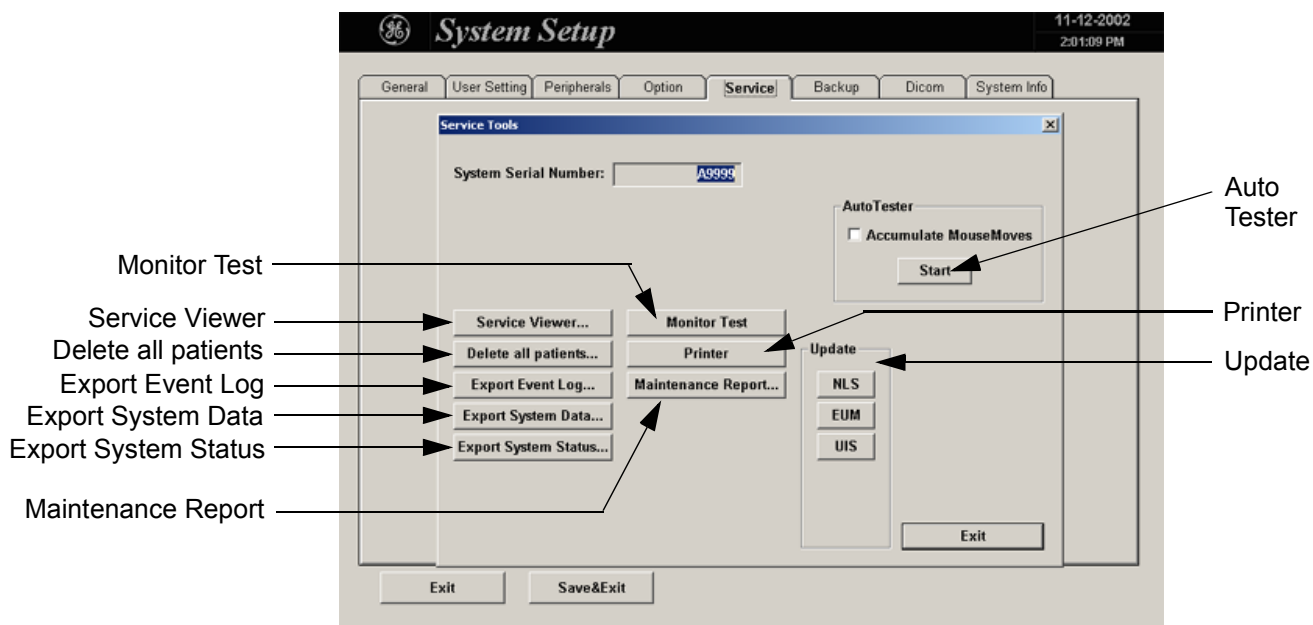 GE
System Setup
11-12-2002
2:01:09 PM
General
User Setting
Peripherals
Option
Service
Backup
Dicom
System Info
Service Tools
System Serial Number:
A9999
AutoTester
Accumulate MouseMoves
Start
Service Viewer...
Monitor Test
Delete all patients...
Printer
Export Event Log...
Maintenance Report...
Export System Data...
Export System Status...
Update
NLS
EUM
UIS
Exit
Exit
Save&Exit
Monitor Test
Service Viewer
Delete all patients
Export Event Log
Export System Data
Export System Status
Maintenance Report
Auto
Tester
Printer
Update